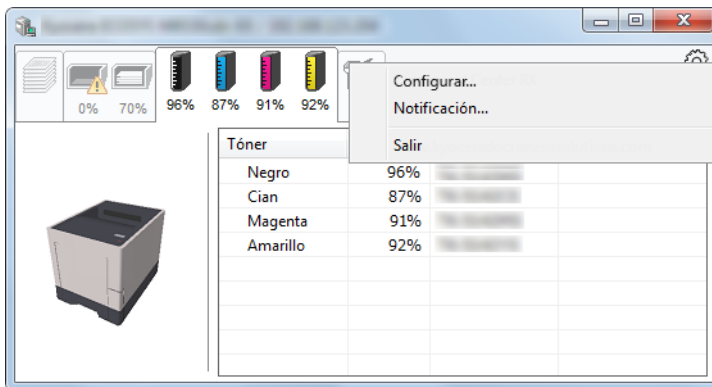 Configurar...
Notificación...
Salir
0% 70% 96% 87% 91% 92%
Tóner
Negro 96%
Cian 87%
Magenta 91%
Amarillo 92%